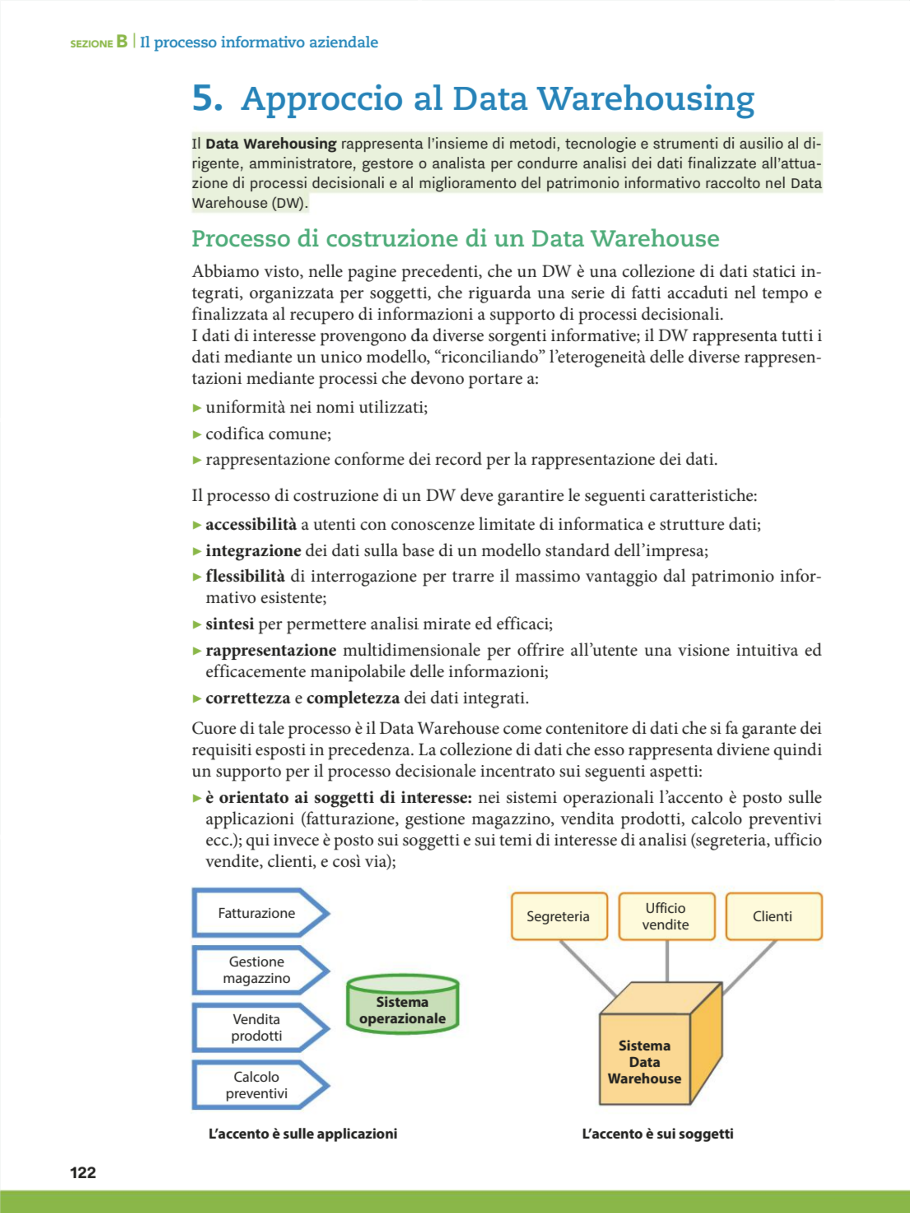 SEZIONE B | Il processo informativo aziendale
5. Approccio al Data Warehousing
Il Data Warehousing rappresenta l'insieme di metodi, tecnologie e strumenti di ausilio al di-
rigente, amministratore, gestore o analista per condurre analisi dei dati finalizzate all'attua-
zione di processi decisionali e al miglioramento del patrimonio informativo raccolto nel Data
Warehouse (DW).
Processo di costruzione di un Data Warehouse
Abbiamo visto, nelle pagine precedenti, che un DW è una collezione di dati statici in-
tegrati, organizzata per soggetti, che riguarda una serie di fatti accaduti nel tempo e
finalizzata al recupero di informazioni a supporto di processi decisionali.
I dati di interesse provengono da diverse sorgenti informative; il DW rappresenta tutti i
dati mediante un unico modello, “riconciliando” l'eterogeneità delle diverse rappresen-
tazioni mediante processi che devono portare a:
▶ uniformità nei nomi utilizzati;
▶ codifica comune;
▶ rappresentazione conforme dei record per la rappresentazione dei dati.
Il processo di costruzione di un DW deve garantire le seguenti caratteristiche:
▶ accessibilità a utenti con conoscenze limitate di informatica e strutture dati;
▶ integrazione dei dati sulla base di un modello standard dell'impresa;
▶ flessibilità di interrogazione per trarre il massimo vantaggio dal patrimonio infor-
mativo esistente;
▶ sintesi per permettere analisi mirate ed efficaci;
▶ rappresentazione multidimensionale per offrire all'utente una visione intuitiva ed
efficacemente manipolabile delle informazioni;
▶ correttezza e completezza dei dati integrati.
Cuore di tale processo è il Data Warehouse come contenitore di dati che si fa garante dei
requisiti esposti in precedenza. La collezione di dati che esso rappresenta diviene quindi
un supporto per il processo decisionale incentrato sui seguenti aspetti:
▶ è orientato ai soggetti di interesse: nei sistemi operazionali l'accento è posto sulle
applicazioni (fatturazione, gestione magazzino, vendita prodotti, calcolo preventivi
ecc.); qui invece è posto sui soggetti e sui temi di interesse di analisi (segreteria, ufficio
vendite, clienti, e così via);
Fatturazione
Gestione
magazzino
Vendita
prodotti
Calcolo
preventivi
Sistema
operazionale
L'accento è sulle applicazioni
Segreteria
Ufficio
vendite
Clienti
Sistema
Data
Warehouse
L'accento è sui soggetti
122